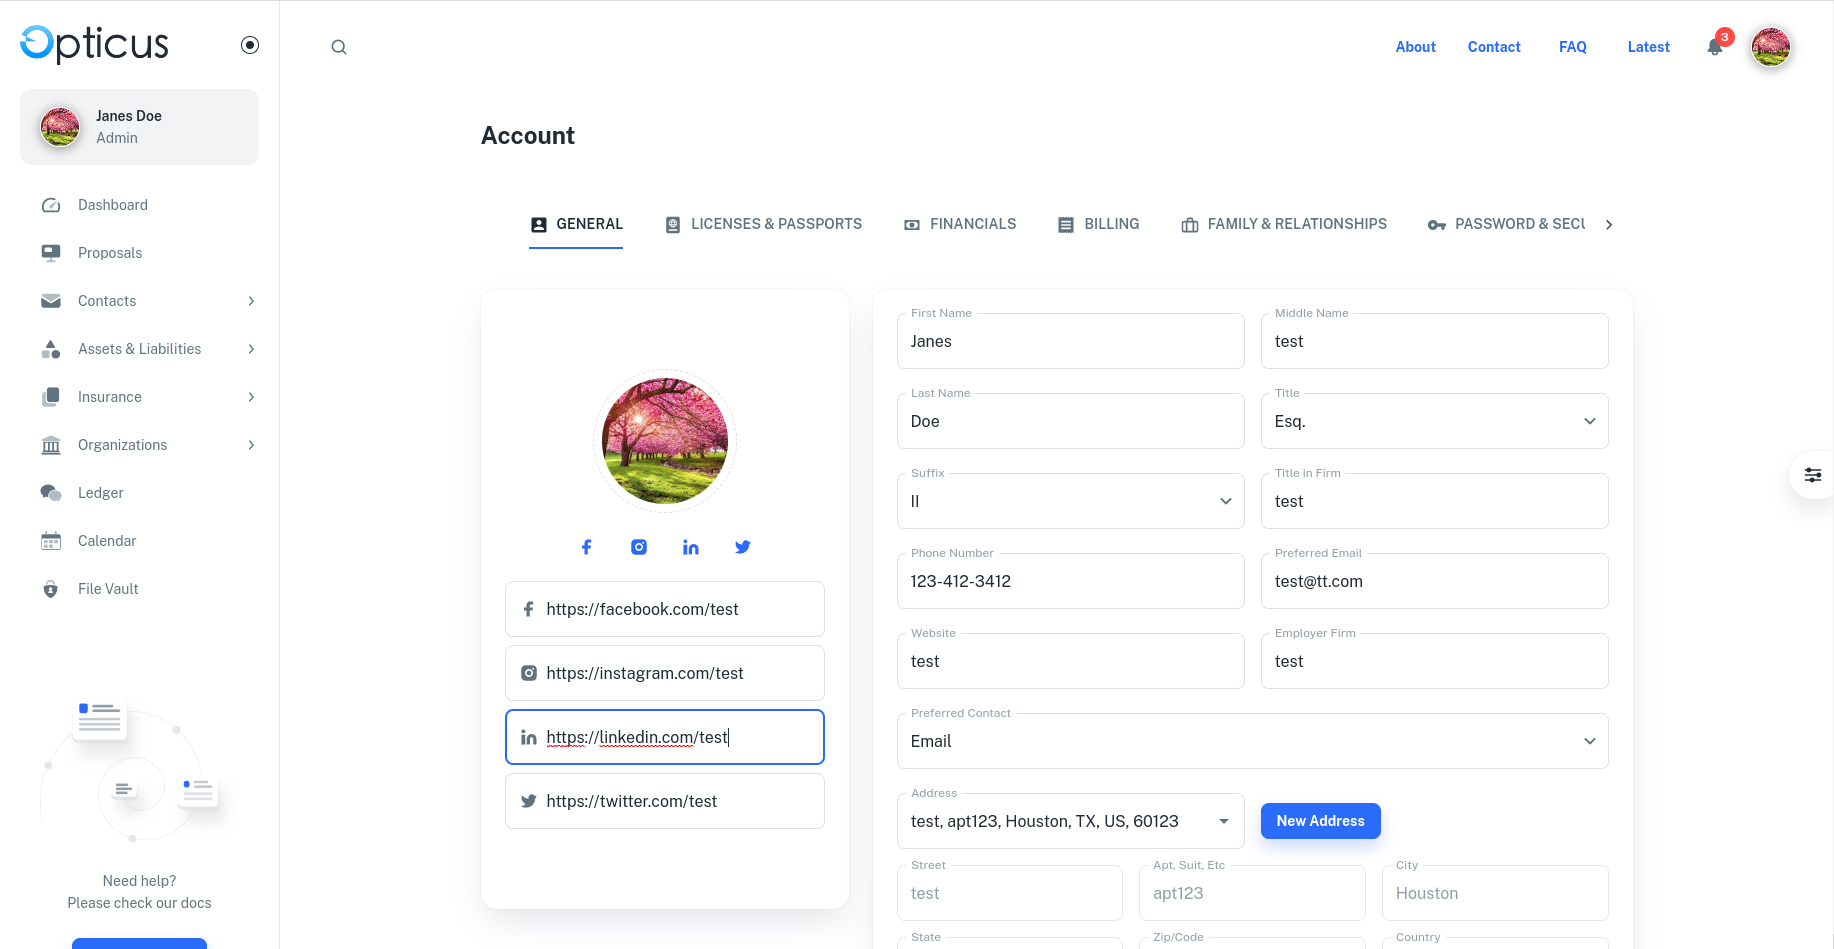 Opticus
Janes Doe
Admin
Dashboard
Proposals
Contacts
Assets & Liabilities
Insurance
Organizations
Ledger
Calendar
File Vault
Need help?
Please check our docs
About Contact FAQ Latest 3
Account
GENERAL LICENSES & PASSPORTS FINANCIALS BILLING FAMILY & RELATIONSHIPS PASSWORD & SECU
https://facebook.com/test
https://instagram.com/test
https://linkedin.com/test
https://twitter.com/test
First Name Middle Name
Janes test
Last Name Title
Doe Esq.
Suffix Title in Firm
II test
Phone Number Preferred Email
123-412-3412 test@tt.com
Website Employer Firm
test test
Preferred Contact
Email
Address
test, apt123, Houston, TX, US, 60123 New Address
Street Apt, Suit, Etc City
test apt123 Houston
State Zip/Code Country